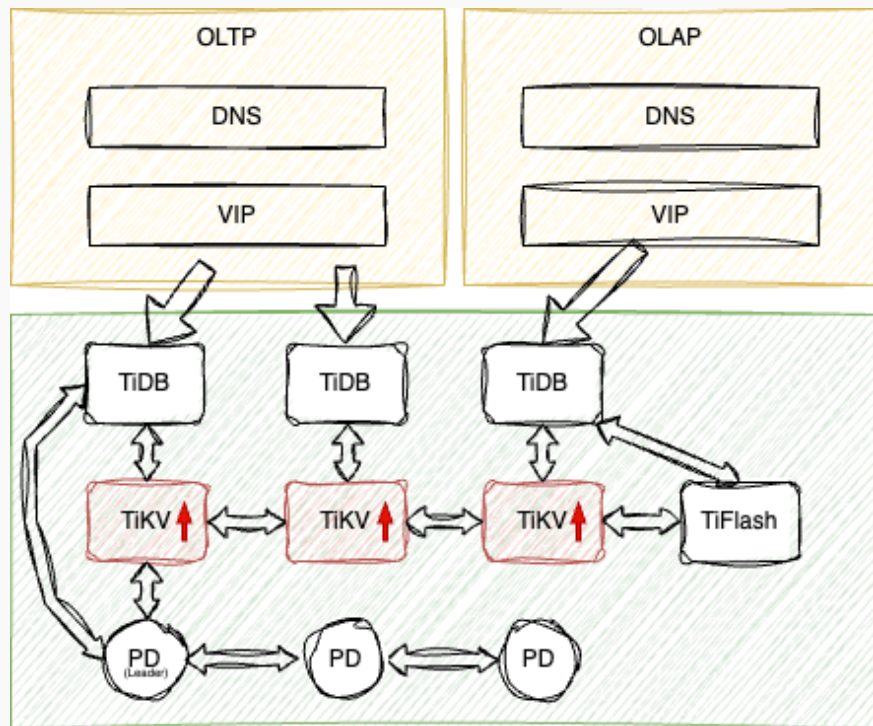 OLTP
DNS
VIP
OLAP
DNS
VIP
TiDB
TiDB
TiDB
TiKV
TiKV
TiKV
TiFlash
PD
(Leader)
PD
PD